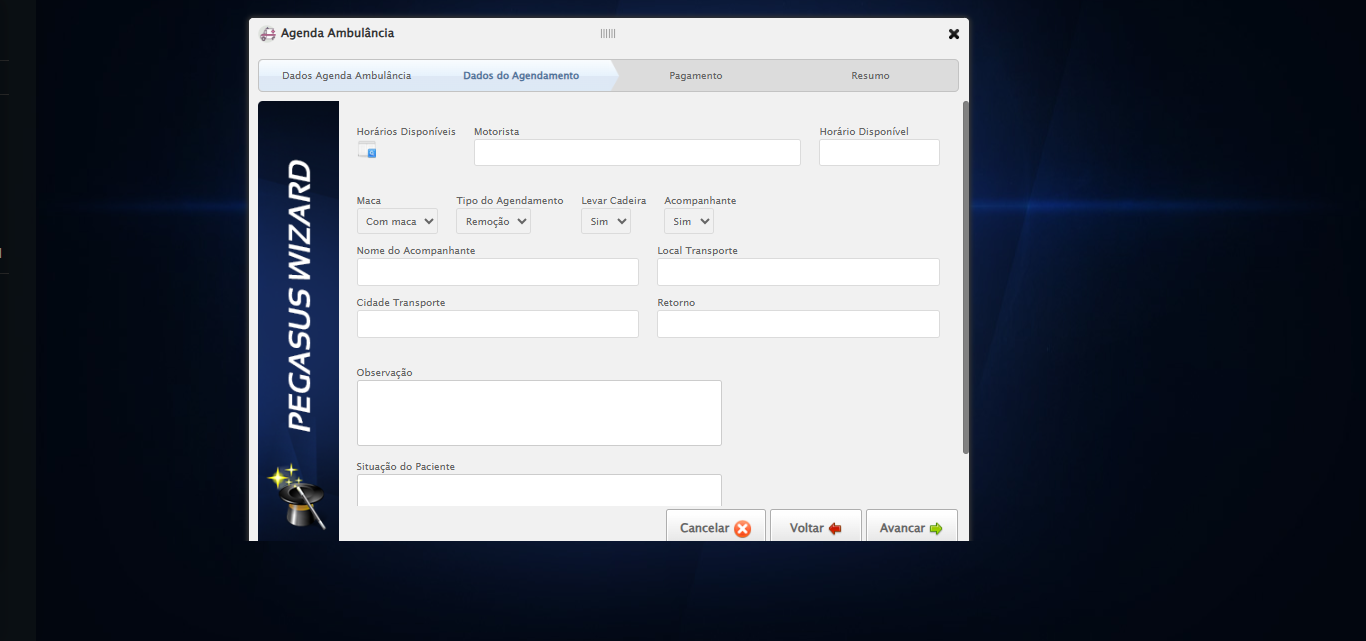 Agenda Ambulância
Dados Agenda Ambulância Dados do Agendamento Pagamento Resumo
PEGASUS WIZARD
Horários Disponíveis Motorista Horário Disponível
Maca Tipo do Agendamento Levar Cadeira Acompanhante
Com maca Remoção Sim Sim
Nome do Acompanhante Local Transporte
Cidade Transporte Retorno
Observação
Situação do Paciente
Cancelar Voltar Avancar